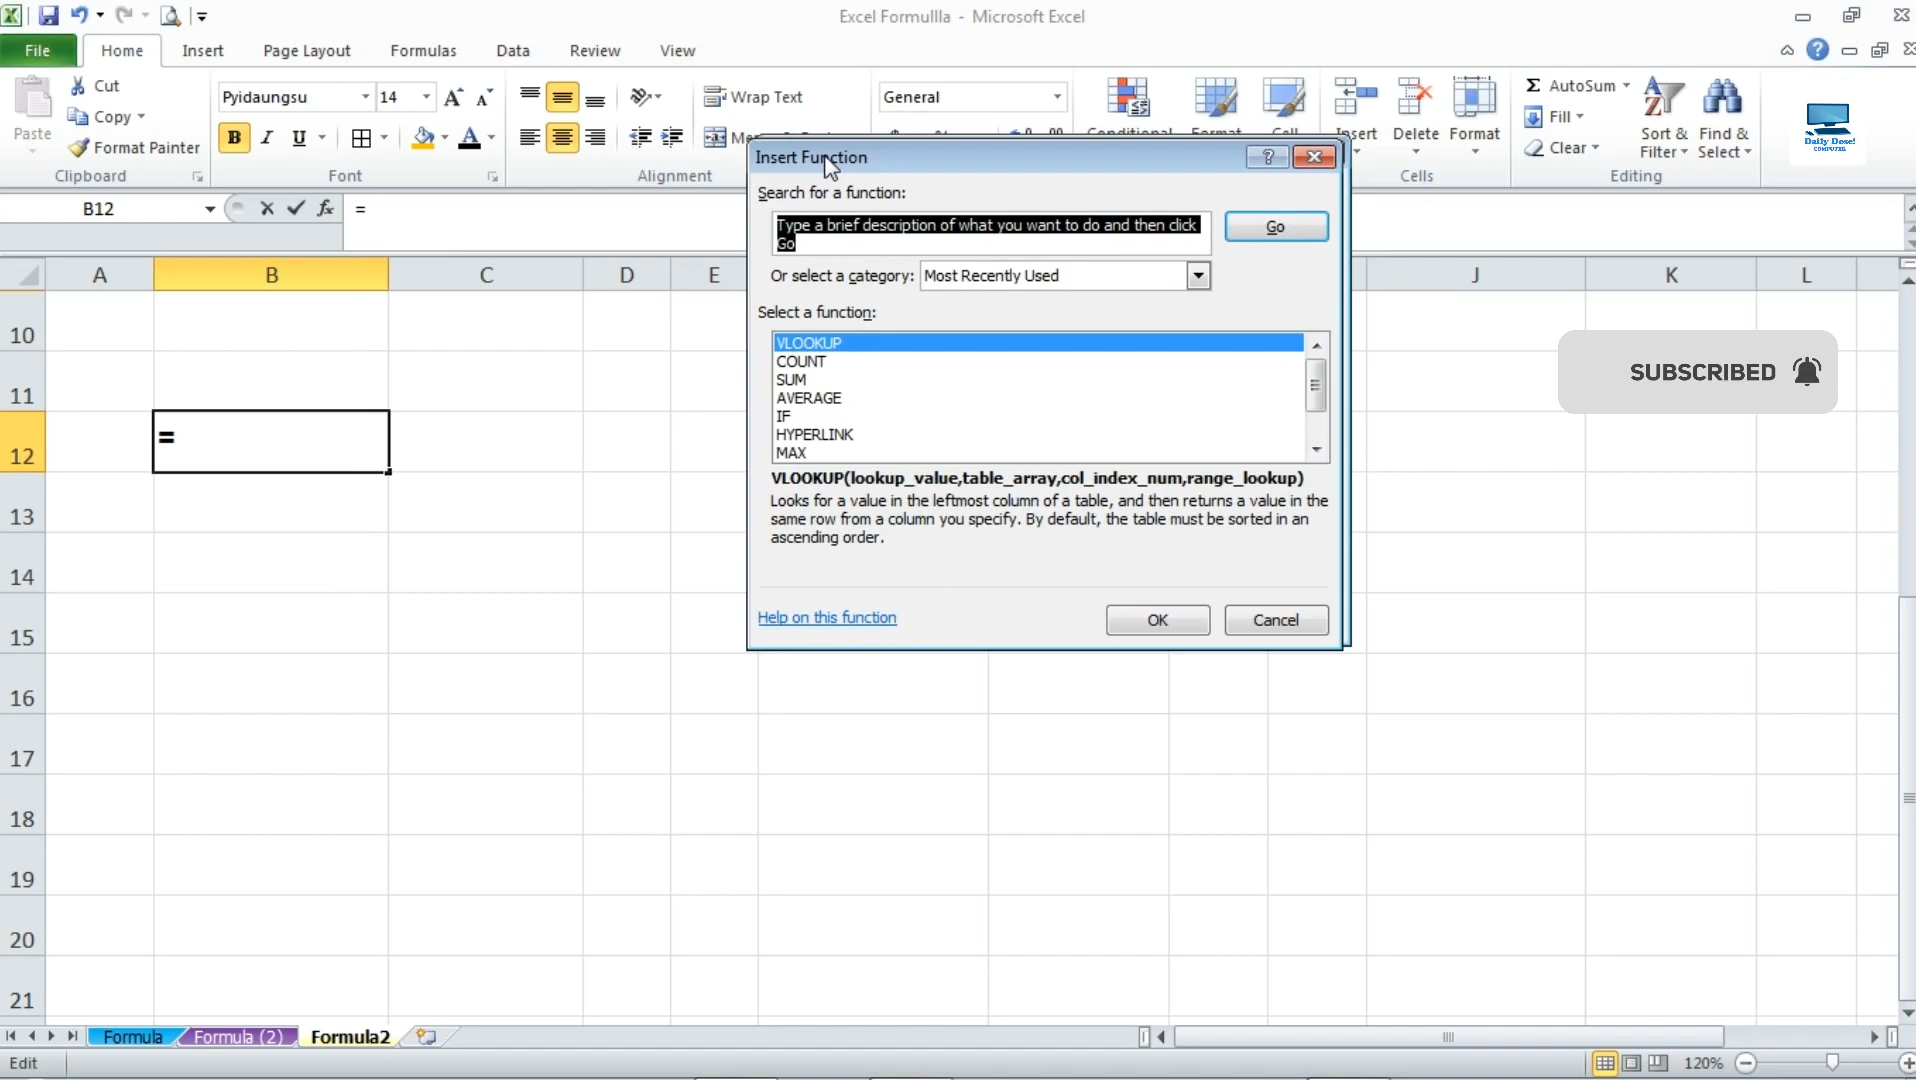 Excel Formullla - Microsoft Excel
File
Home
Insert
Page Layout
Formulas
Data
Review
View
Paste
Cut
Copy
Format Painter
Clipboard
Pyidaungsu
14
B
I
U
Font
Wrap Text
Alignment
General
Conditional
Format
Cell
Insert
Delete
Format
Cells
AutoSum
Fill
Clear
Sort &
Filter
Find &
Select
Editing
Daily Dose!
COMPUTER
B12
fx
=
Insert Function
Search for a function:
Type a brief description of what you want to do and then click
Go
Go
Or select a category:
Most Recently Used
Select a function:
VLOOKUP
COUNT
SUM
AVERAGE
IF
HYPERLINK
MAX
VLOOKUP(lookup_value,table_array,col_index_num,range_lookup)
Looks for a value in the leftmost column of a table, and then returns a value in the
same row from a column you specify. By default, the table must be sorted in an
ascending order.
Help on this function
OK
Cancel
A
B
C
D
E
J
K
L
10
11
12
=
13
14
15
16
17
18
19
20
21
SUBSCRIBED
Formula
Formula (2)
Formula2
Edit
120%